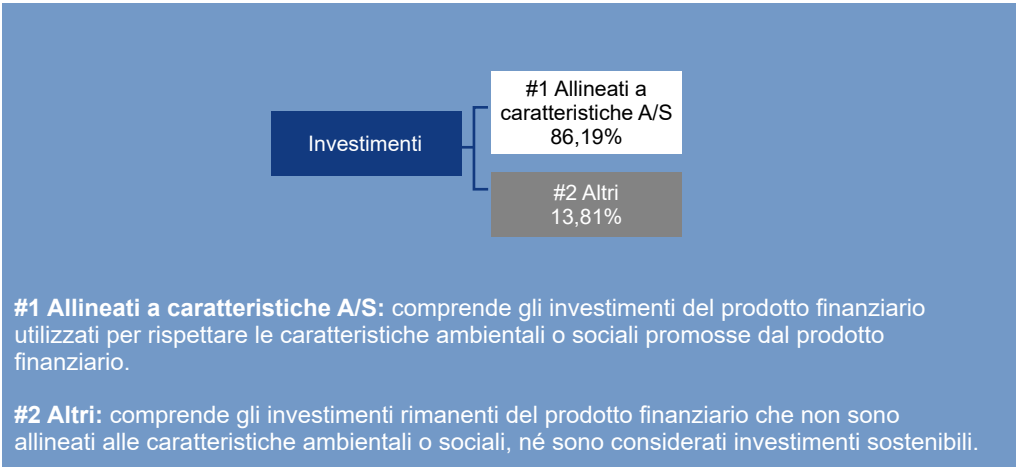 Investimenti
#1 Allineati a
caratteristiche A/S
86,19%
#2 Altri
13,81%
#1 Allineati a caratteristiche A/S: comprende gli investimenti del prodotto finanziario
utilizzati per rispettare le caratteristiche ambientali o sociali promosse dal prodotto
finanziario.
#2 Altri: comprende gli investimenti rimanenti del prodotto finanziario che non sono
allineati alle caratteristiche ambientali o sociali, né sono considerati investimenti sostenibili.